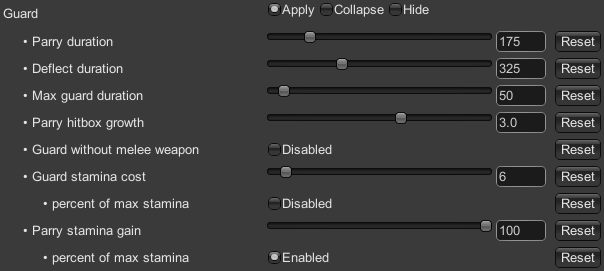 Guard Apply Collapse Hide
• Parry duration 175 Reset
• Deflect duration 325 Reset
• Max guard duration 50 Reset
• Parry hitbox growth 3.0 Reset
• Guard without melee weapon Disabled Reset
• Guard stamina cost 6 Reset
• percent of max stamina Disabled Reset
• Parry stamina gain 100 Reset
• percent of max stamina Enabled Reset